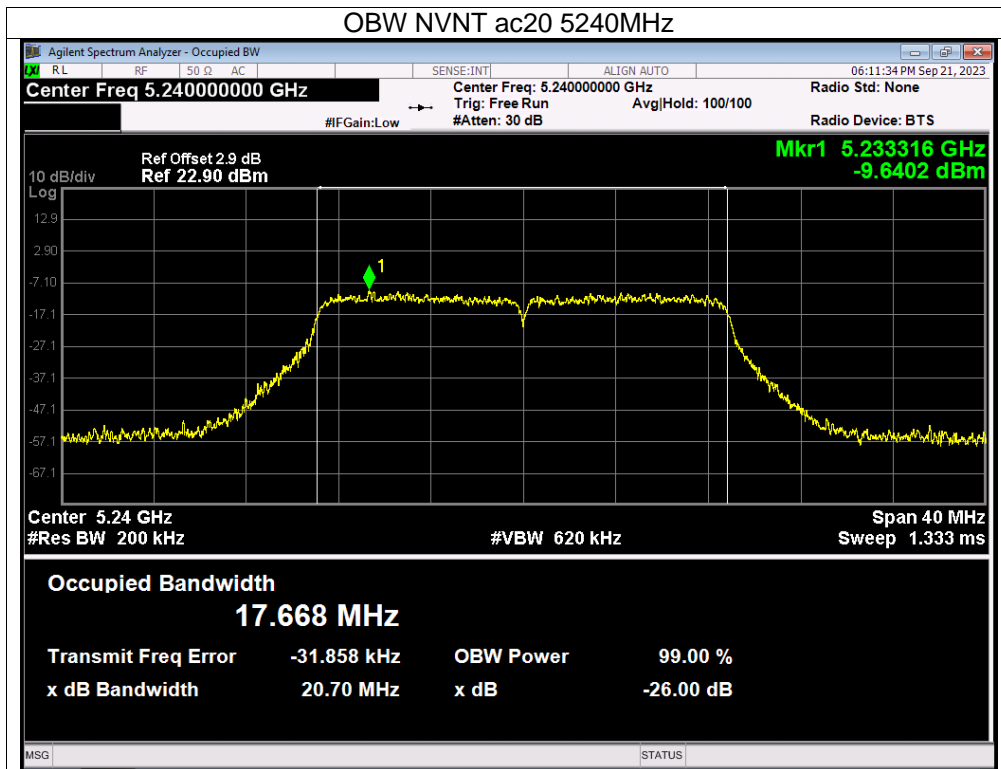 OBW NVNT ac20 5240MHz
Agilent Spectrum Analyzer - Occupied BW
LXI RL RF 50 Ω AC SENSE:INT ALIGN AUTO 06:11:34 PM Sep 21, 2023
Center Freq 5.240000000 GHz Center Freq: 5.240000000 GHz Radio Std: None
Trig: Free Run Avg|Hold: 100/100
#IFGain:Low #Atten: 30 dB Radio Device: BTS
Mkr1 5.233316 GHz
-9.6402 dBm
Ref Offset 2.9 dB
10 dB/div Ref 22.90 dBm
Log
12.9
2.90
1
-7.10
-17.1
-27.1
-37.1
-47.1
-57.1
-67.1
Center 5.24 GHz Span 40 MHz
#Res BW 200 kHz #VBW 620 kHz Sweep 1.333 ms
Occupied Bandwidth
17.668 MHz
Transmit Freq Error -31.858 kHz OBW Power 99.00 %
x dB Bandwidth 20.70 MHz x dB -26.00 dB
MSG STATUS